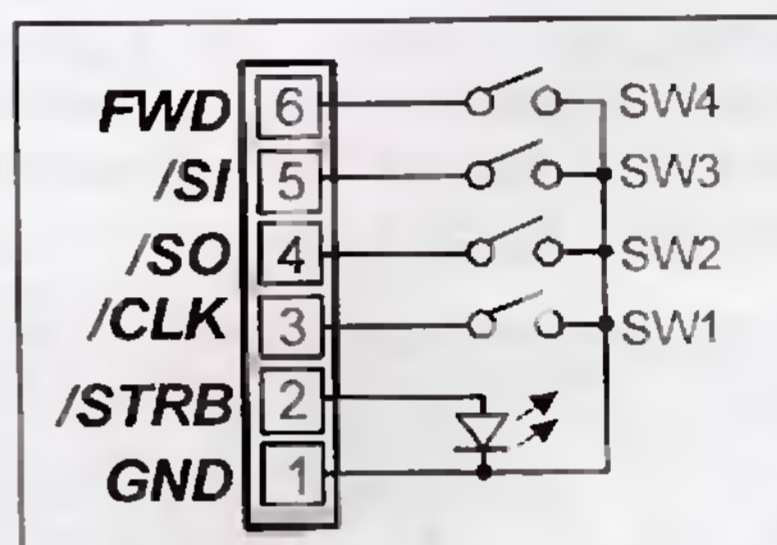 FWD 6 SW4
/SI 5 SW3
/SO 4 SW2
/CLK 3 SW1
/STRB 2
GND 1